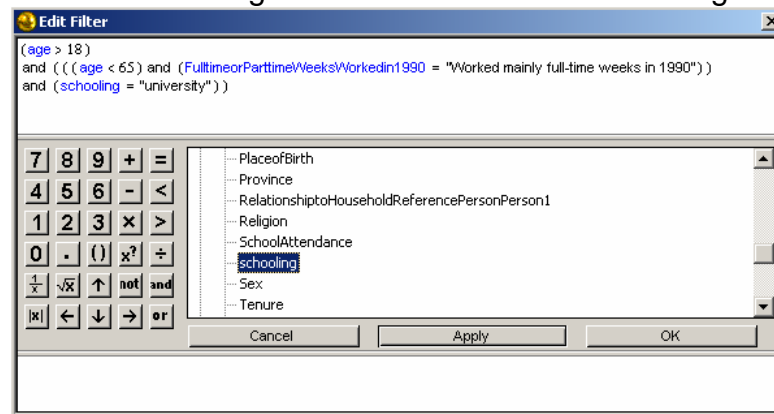 Edit Filter
(age > 18)
and (((age < 65) and (FulltimeorParttimeWeeksWorkedin1990 = "Worked mainly full-time weeks in 1990"))
and (schooling = "university"))
7 8 9 + =
4 5 6 - <
1 2 3 × >
0 . () x? ÷
1/x √x ↑ not and
|x| ← ↓ → or
PlaceofBirth
Province
RelationshiptoHouseholdReferencePersonPerson1
Religion
SchoolAttendance
schooling
Sex
Tenure
Cancel Apply OK